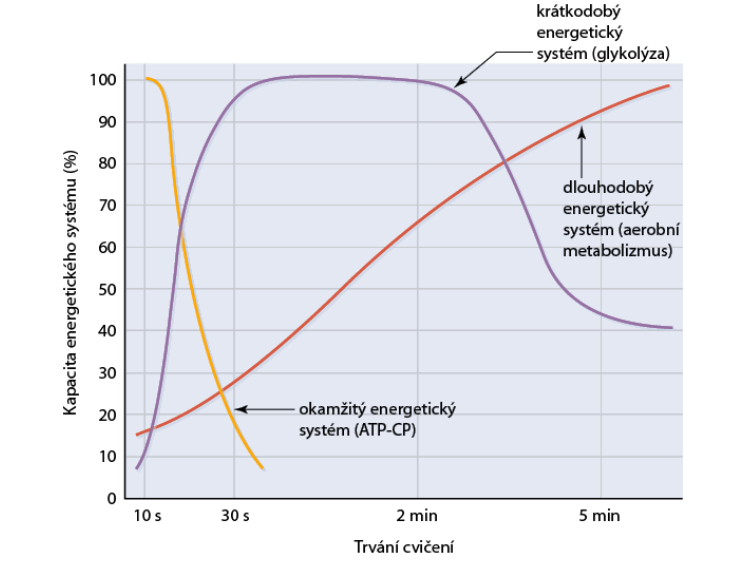 krátkodobý
energetický
systém (glykolýza)
Kapacita energetického systému (%)
100
90
80
70
60
50
40
30
20
10
0
dlouhodobý
energetický
systém (aerobní
metabolizmus)
okamžitý energetický
systém (ATP-CP)
10 s
30 s
2 min
5 min
Trvání cvičení